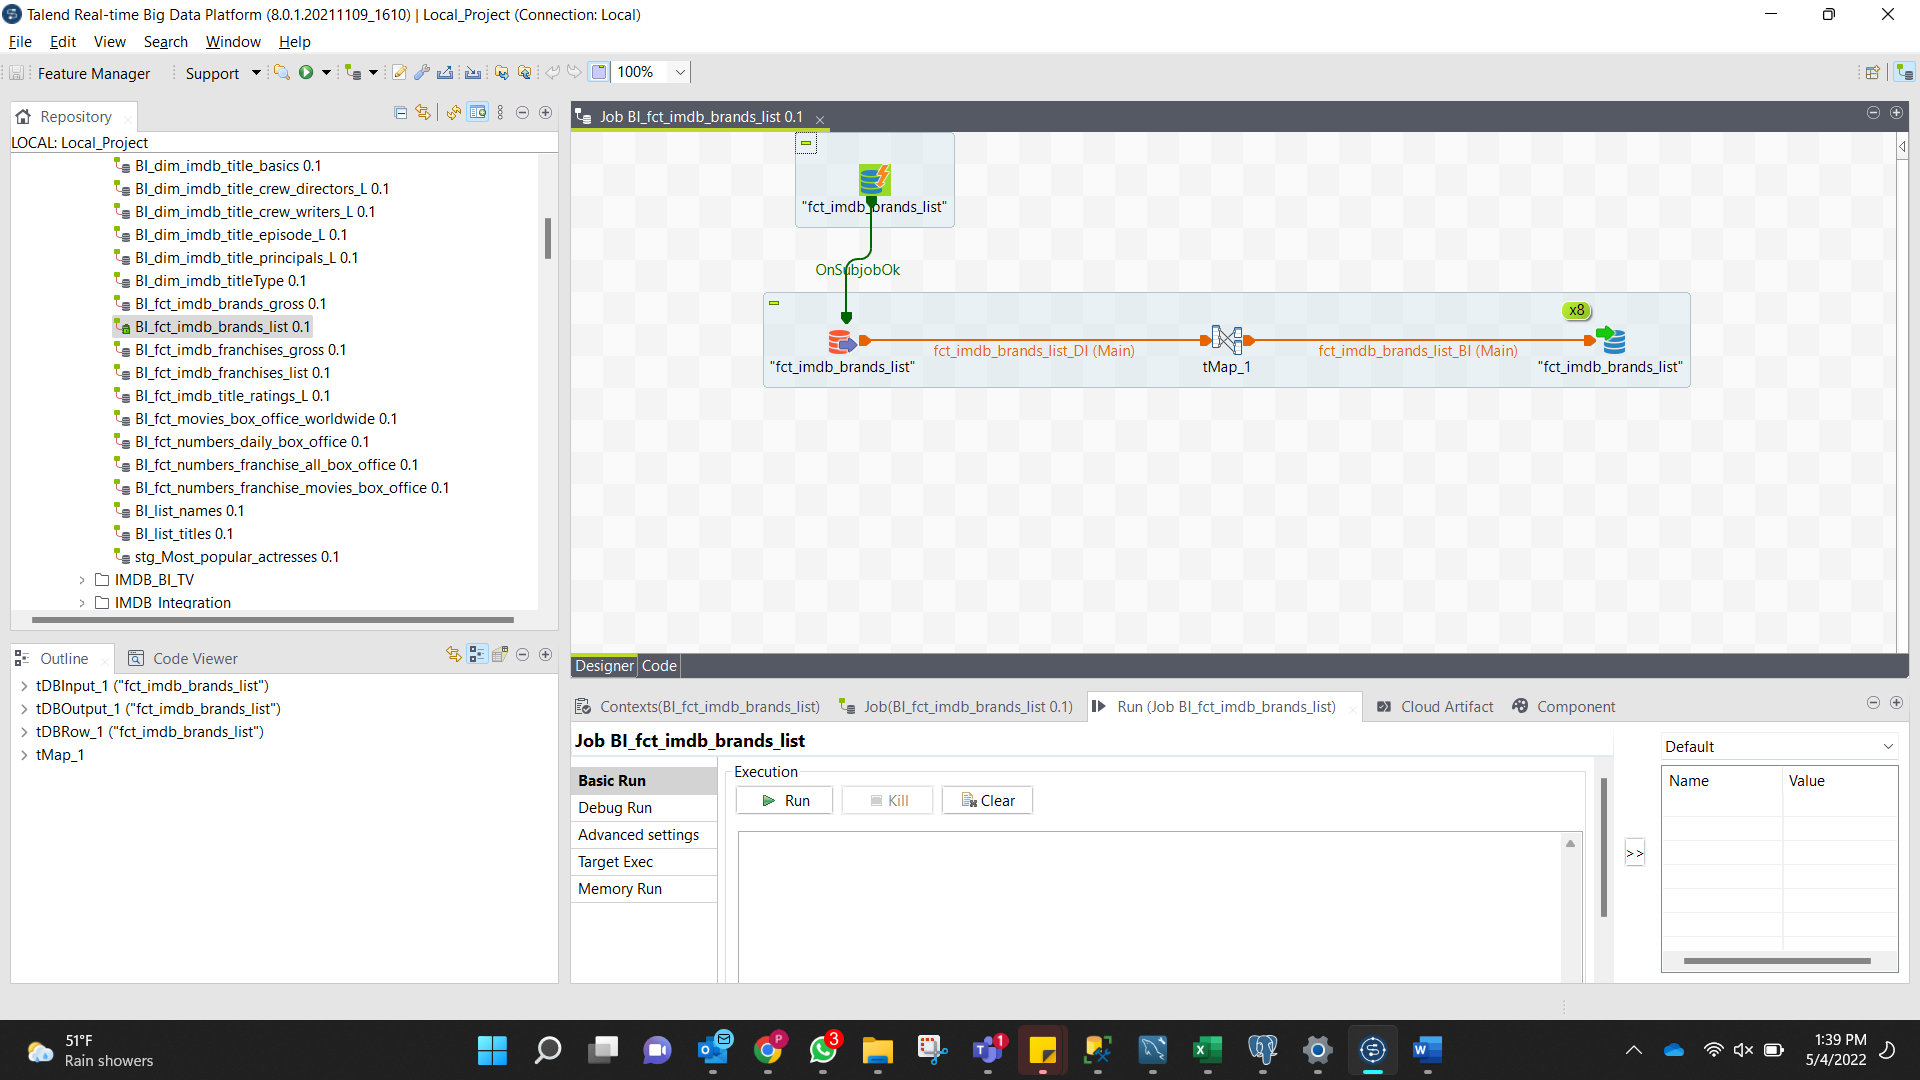 Talend Real-time Big Data Platform (8.0.1.20211109_1610) | Local_Project (Connection: Local)
File Edit View Search Window Help
Feature Manager Support 100%
Repository
LOCAL: Local_Project
BI_dim_imdb_title_basics 0.1
BI_dim_imdb_title_crew_directors_L 0.1
BI_dim_imdb_title_crew_writers_L 0.1
BI_dim_imdb_title_episode_L 0.1
BI_dim_imdb_title_principals_L 0.1
BI_dim_imdb_titleType 0.1
BI_fct_imdb_brands_gross 0.1
BI_fct_imdb_brands_list 0.1
BI_fct_imdb_franchises_gross 0.1
BI_fct_imdb_franchises_list 0.1
BI_fct_imdb_title_ratings_L 0.1
BI_fct_movies_box_office_worldwide 0.1
BI_fct_numbers_daily_box_office 0.1
BI_fct_numbers_franchise_all_box_office 0.1
BI_fct_numbers_franchise_movies_box_office 0.1
BI_list_names 0.1
BI_list_titles 0.1
stg_Most_popular_actresses 0.1
IMDB_BI_TV
IMDB Integration
Outline Code Viewer
tDBInput_1 ("fct_imdb_brands_list")
tDBOutput_1 ("fct_imdb_brands_list")
tDBRow_1 ("fct_imdb_brands_list")
tMap_1
Job BI_fct_imdb_brands_list 0.1
"fct_imdb_brands_list"
OnSubjobOk
x8
fct_imdb_brands_list_DI (Main)
fct_imdb_brands_list_BI (Main)
"fct_imdb_brands_list"
tMap_1
"fct_imdb_brands_list"
Designer Code
Contexts(BI_fct_imdb_brands_list) Job(BI_fct_imdb_brands_list 0.1) Run (Job BI_fct_imdb_brands_list) Cloud Artifact Component
Job BI_fct_imdb_brands_list
Basic Run
Debug Run
Advanced settings
Target Exec
Memory Run
Execution
Run Kill Clear
>>
Default
Name Value
51°F
Rain showers
P
3
1
1:39 PM
5/4/2022